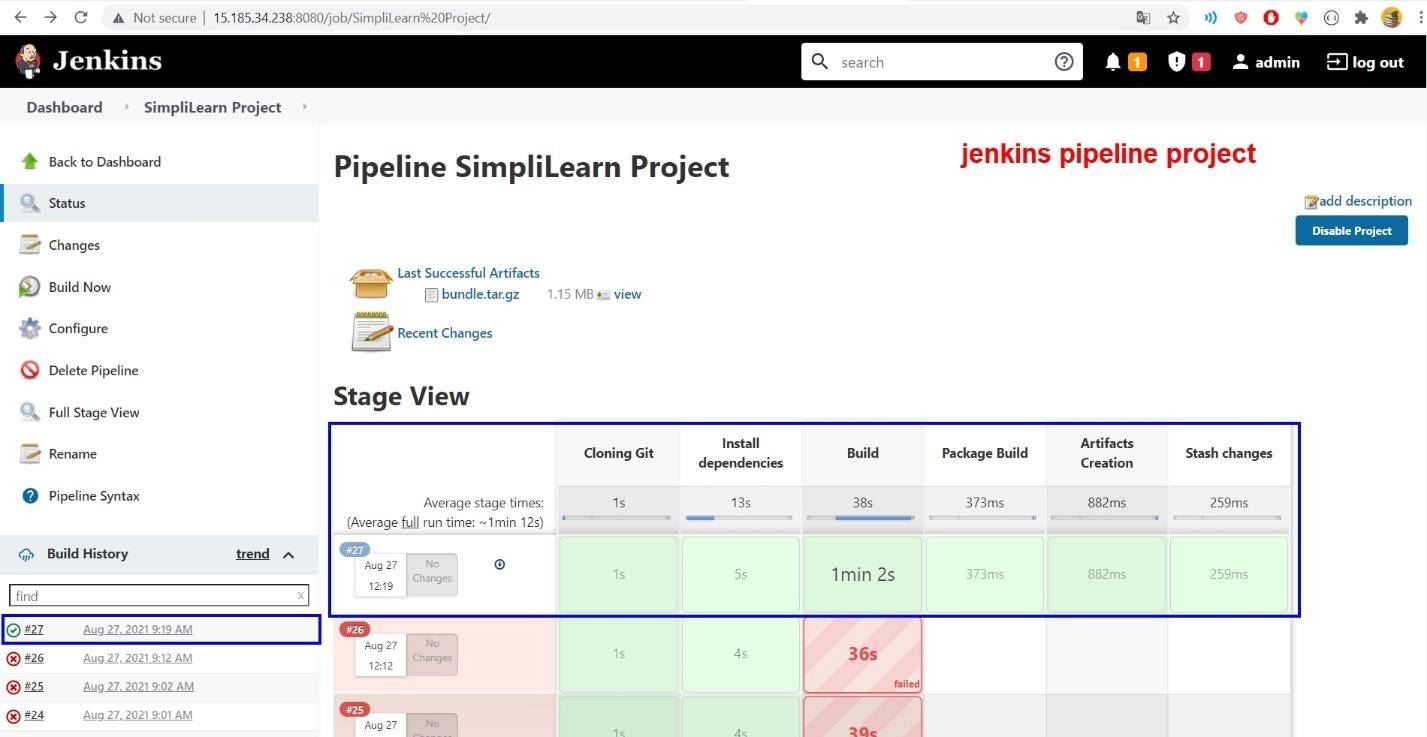 Not secure | 15.185.34.238:8080/job/SimpliLearn%20Project/
Jenkins
search
1
1
admin
log out
Dashboard
SimpliLearn Project
Back to Dashboard
Status
Changes
Build Now
Configure
Delete Pipeline
Full Stage View
Rename
Pipeline Syntax
Build History
trend
find
x
#27 Aug 27, 2021 9:19 AM
#26 Aug 27, 2021 9:12 AM
#25 Aug 27, 2021 9:02 AM
#24 Aug 27, 2021 9:01 AM
Pipeline SimpliLearn Project
jenkins pipeline project
add description
Disable Project
Last Successful Artifacts
bundle.tar.gz 1.15 MB view
Recent Changes
Stage View
Cloning Git
Install
dependencies
Build
Package Build
Artifacts
Creation
Stash changes
Average stage times:
(Average full run time: ~1min 12s)
1s 13s 38s 373ms 882ms 259ms
#27
Aug 27
12:19
No
Changes
1s 5s 1min 2s 373ms 882ms 259ms
#26
Aug 27
12:12
No
Changes
1s 4s 36s
failed
#25
Aug 27
No
Changes
1s 4s 39s